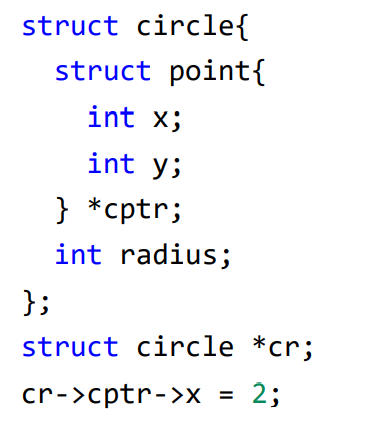 struct circle{
struct point{
int x;
int y;
} *cptr;
int radius;
};
struct circle *cr;
cr->cptr->x = 2;